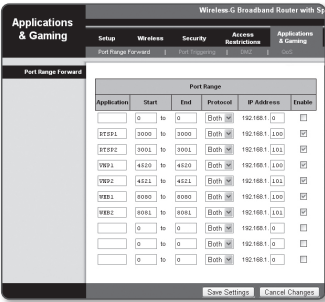 Wireless-G Broadband Router with Sp
Applications & Gaming
Setup Wireless Security Access Restrictions Applications & Gaming
Port Range Forward | Port Triggering | DMZ | QoS
Port Range Forward
Port Range
Application Start End Protocol IP Address Enable
0 to 0 Both 192.168.1. 0
RTSP1 3000 to 3000 Both 192.168.1. 100
RTSP2 3001 to 3001 Both 192.168.1. 101
VNP1 4520 to 4520 Both 192.168.1. 100
VNP2 4521 to 4521 Both 192.168.1. 101
WEB1 8080 to 8080 Both 192.168.1. 100
WEB2 8081 to 8081 Both 192.168.1. 101
0 to 0 Both 192.168.1. 0
0 to 0 Both 192.168.1. 0
0 to 0 Both 192.168.1. 0
Save Settings Cancel Changes